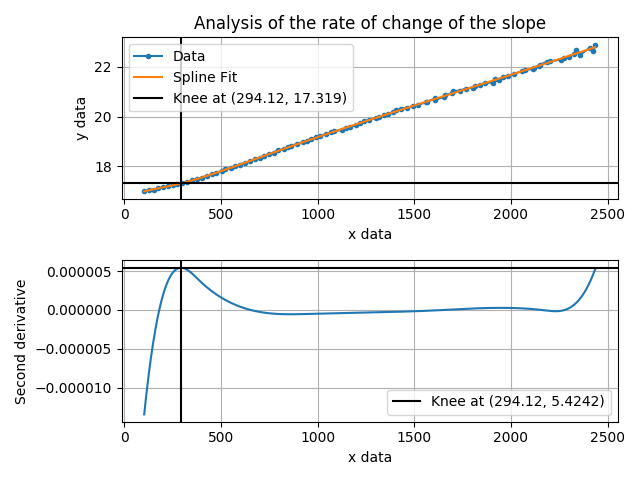 Analysis of the rate of change of the slope
Data
Spline Fit
Knee at (294.12, 17.319)
22
20
18
y data
0 500 1000 1500 2000 2500
x data
0.000005
0.000000
−0.000005
−0.000010
Second derivative
Knee at (294.12, 5.4242)
0 500 1000 1500 2000 2500
x data